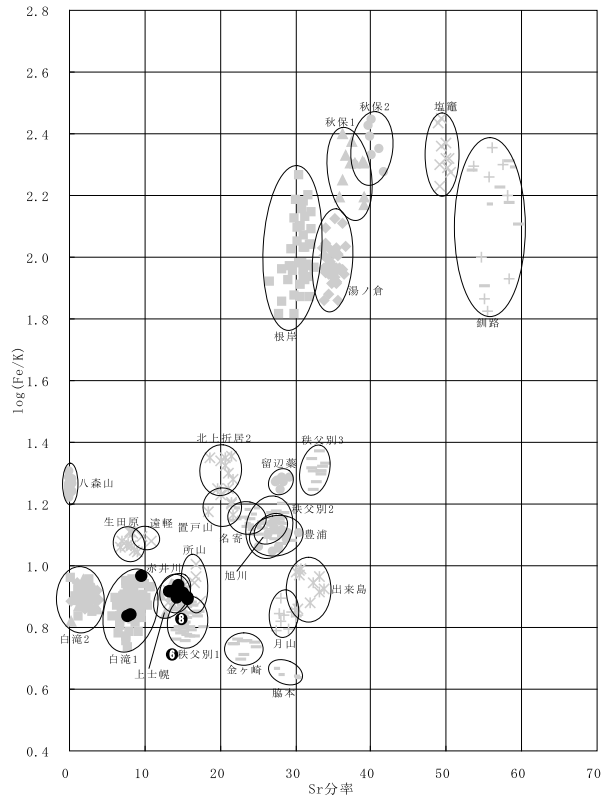 2.8
2.6
2.4
2.2
2.0
1.8
1.6
1.4
1.2
1.0
0.8
0.6
0.4
log(Fe/K)
秋保2
秋保1
塩竈
湯ノ倉
根岸
釧路
北上折居2
秩父別3
留辺蘂
八森山
秩父別2
生田原
遠軽
置戸山
名寄
豊浦
所山
赤井川
旭川
出来島
8
白滝2
白滝1
6
秩父別1
月山
上士幌
金ヶ崎
脇本
0
10
20
30
40
50
60
70
Sr分率